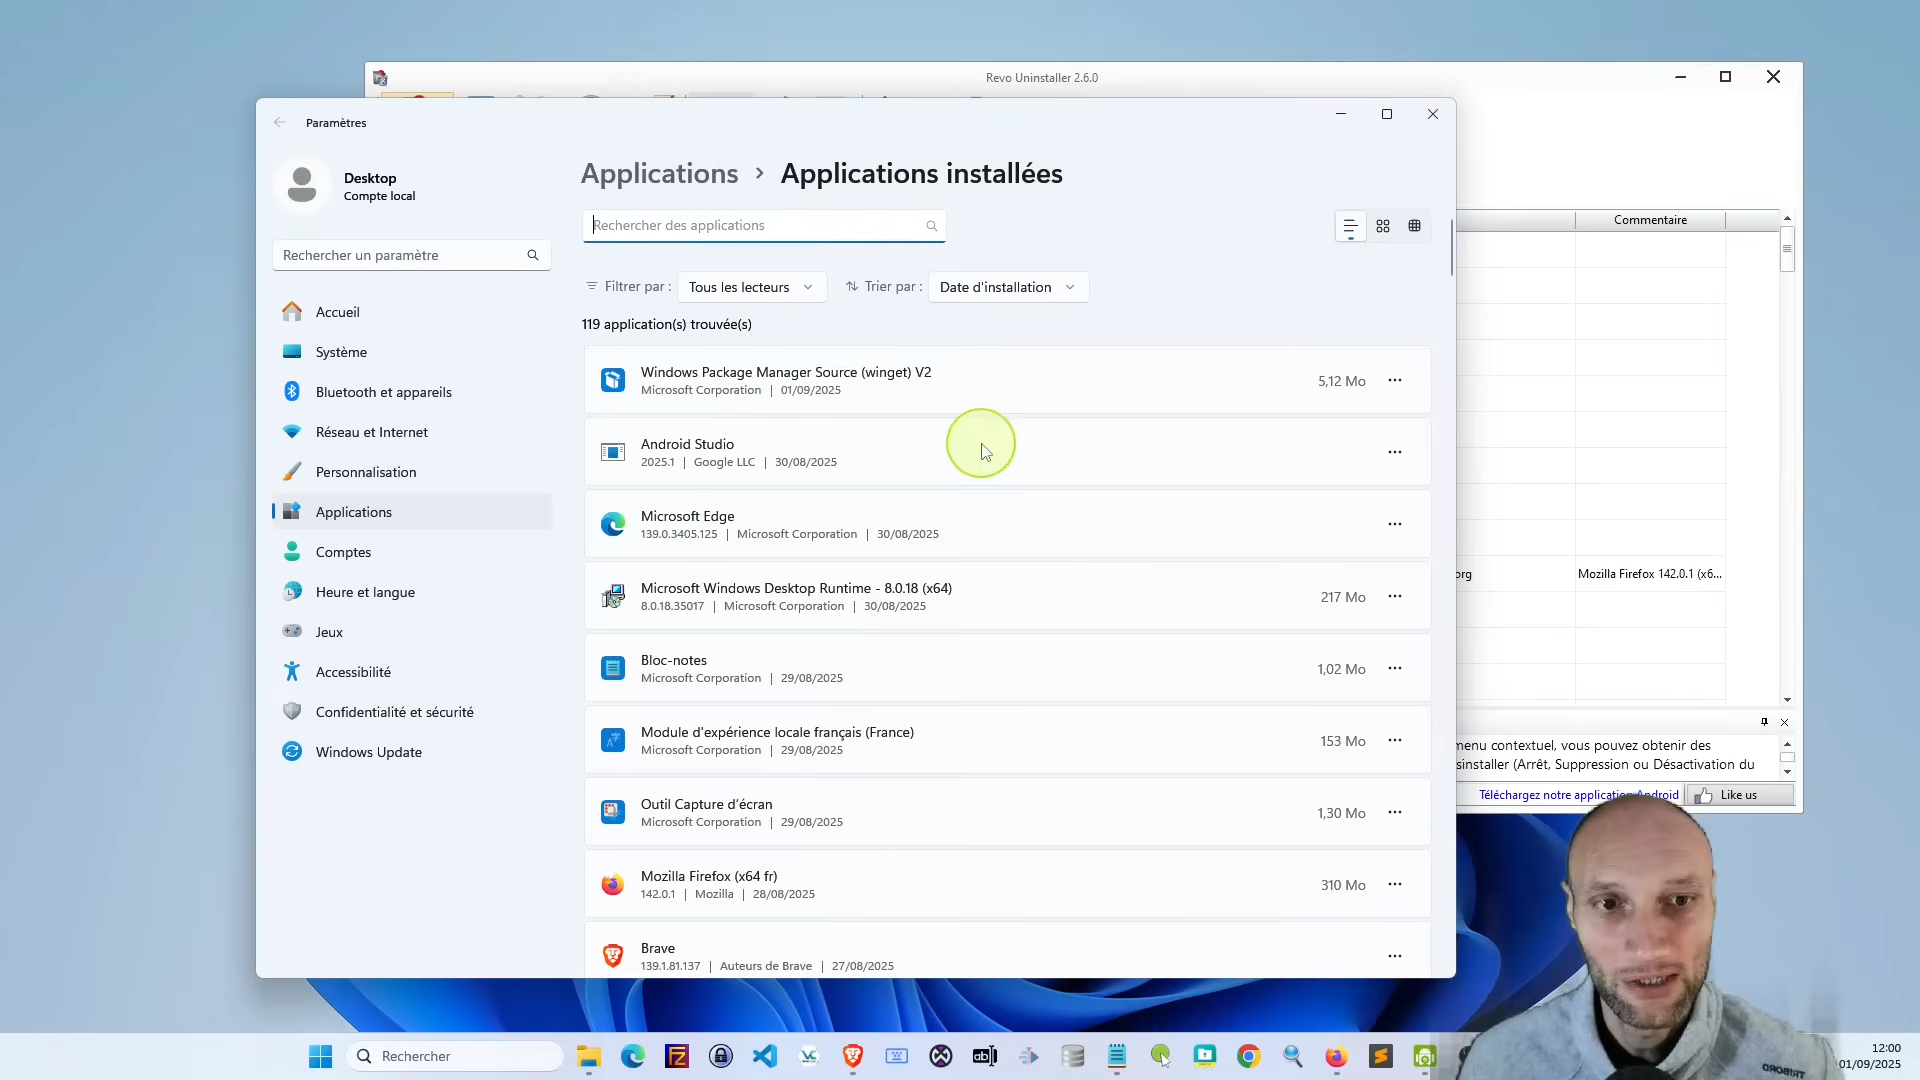 Revo Uninstaller 2.6.0
Paramètres
Desktop
Compte local
Rechercher un paramètre
Accueil
Système
Bluetooth et appareils
Réseau et Internet
Personnalisation
Applications
Comptes
Heure et langue
Jeux
Accessibilité
Confidentialité et sécurité
Windows Update
Applications > Applications installées
Rechercher des applications
Filtrer par : Tous les lecteurs Trier par : Date d'installation
119 application(s) trouvée(s)
Windows Package Manager Source (winget) V2
Microsoft Corporation | 01/09/2025
5,12 Mo
Android Studio
2025.1 | Google LLC | 30/08/2025
Microsoft Edge
139.0.3405.125 | Microsoft Corporation | 30/08/2025
Microsoft Windows Desktop Runtime - 8.0.18 (x64)
8.0.18.35017 | Microsoft Corporation | 30/08/2025
217 Mo
Bloc-notes
Microsoft Corporation | 29/08/2025
1,02 Mo
Module d'expérience locale français (France)
Microsoft Corporation | 29/08/2025
153 Mo
Outil Capture d’écran
Microsoft Corporation | 29/08/2025
1,30 Mo
Mozilla Firefox (x64 fr)
142.0.1 | Mozilla | 28/08/2025
310 Mo
Brave
139.1.81.137 | Auteurs de Brave | 27/08/2025
Commentaire
org
Mozilla Firefox 142.0.1 (x6...
menu contextuel, vous pouvez obtenir des
sinstaller (Arrêt, Suppression ou Désactivation du
Téléchargez notre application Android
Like us
Rechercher
12:00
01/09/2025